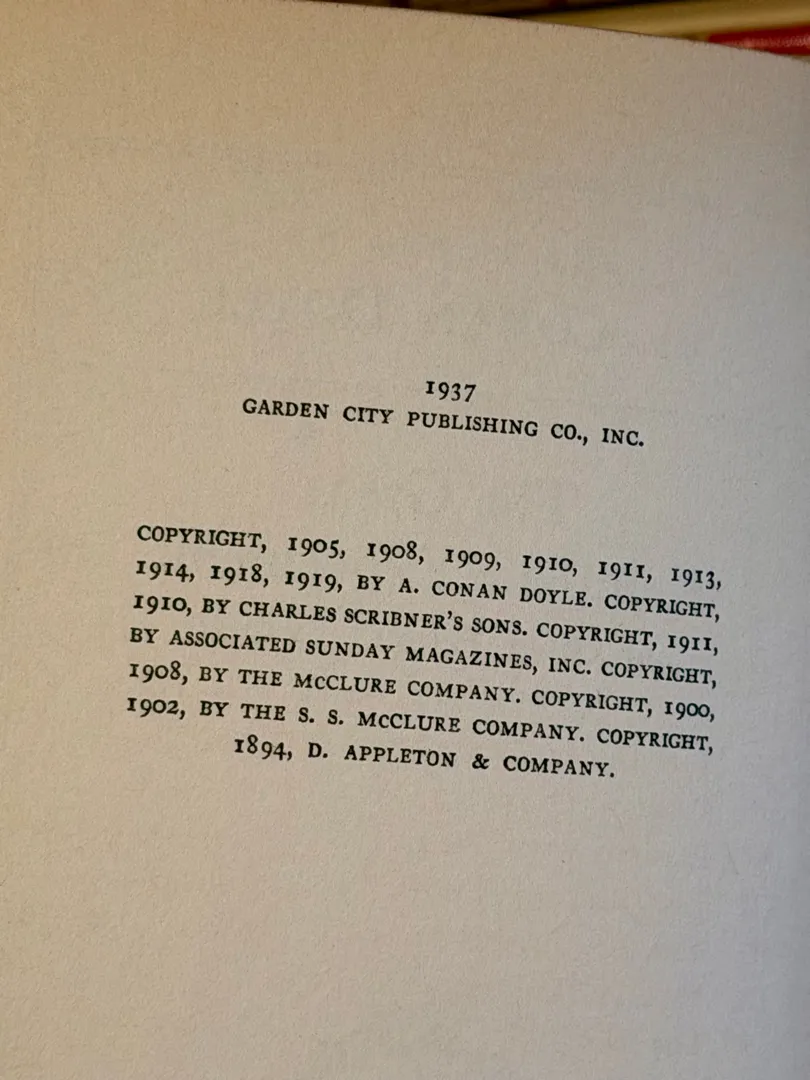 1937
GARDEN CITY PUBLISHING CO., INC.
COPYRIGHT, 1905, 1908, 1909, 1910, 1911, 1913,
1914, 1918, 1919, BY A. CONAN DOYLE. COPYRIGHT,
1910, BY CHARLES SCRIBNER'S SONS. COPYRIGHT, 1911,
BY ASSOCIATED SUNDAY MAGAZINES, INC. COPYRIGHT,
1908, BY THE McCLURE COMPANY. COPYRIGHT, 1900,
1902, BY THE S. S. McCLURE COMPANY. COPYRIGHT,
1894, D. APPLETON & COMPANY.